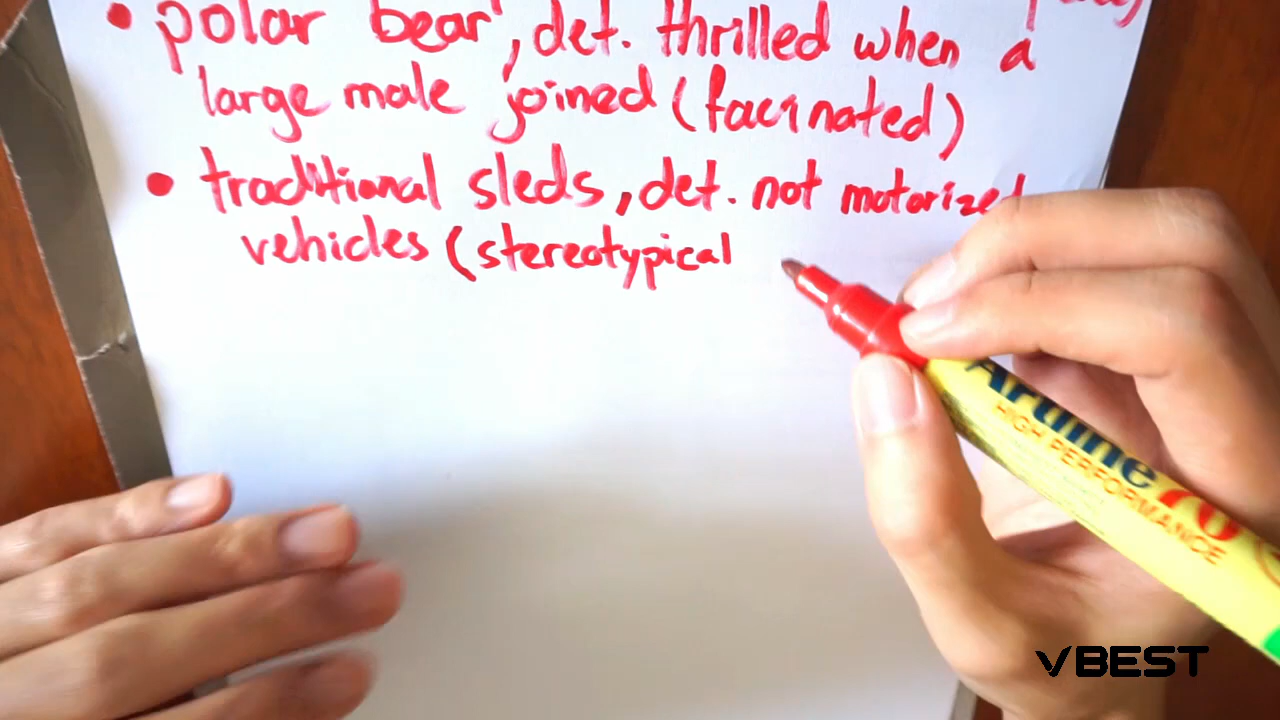 • polar bear, det. thrilled when a
large male joined (facinated)
• traditional sleds, det. not motorized
vehicles (stereotypical
Artline 70
HIGH PERFORMANCE
VBEST